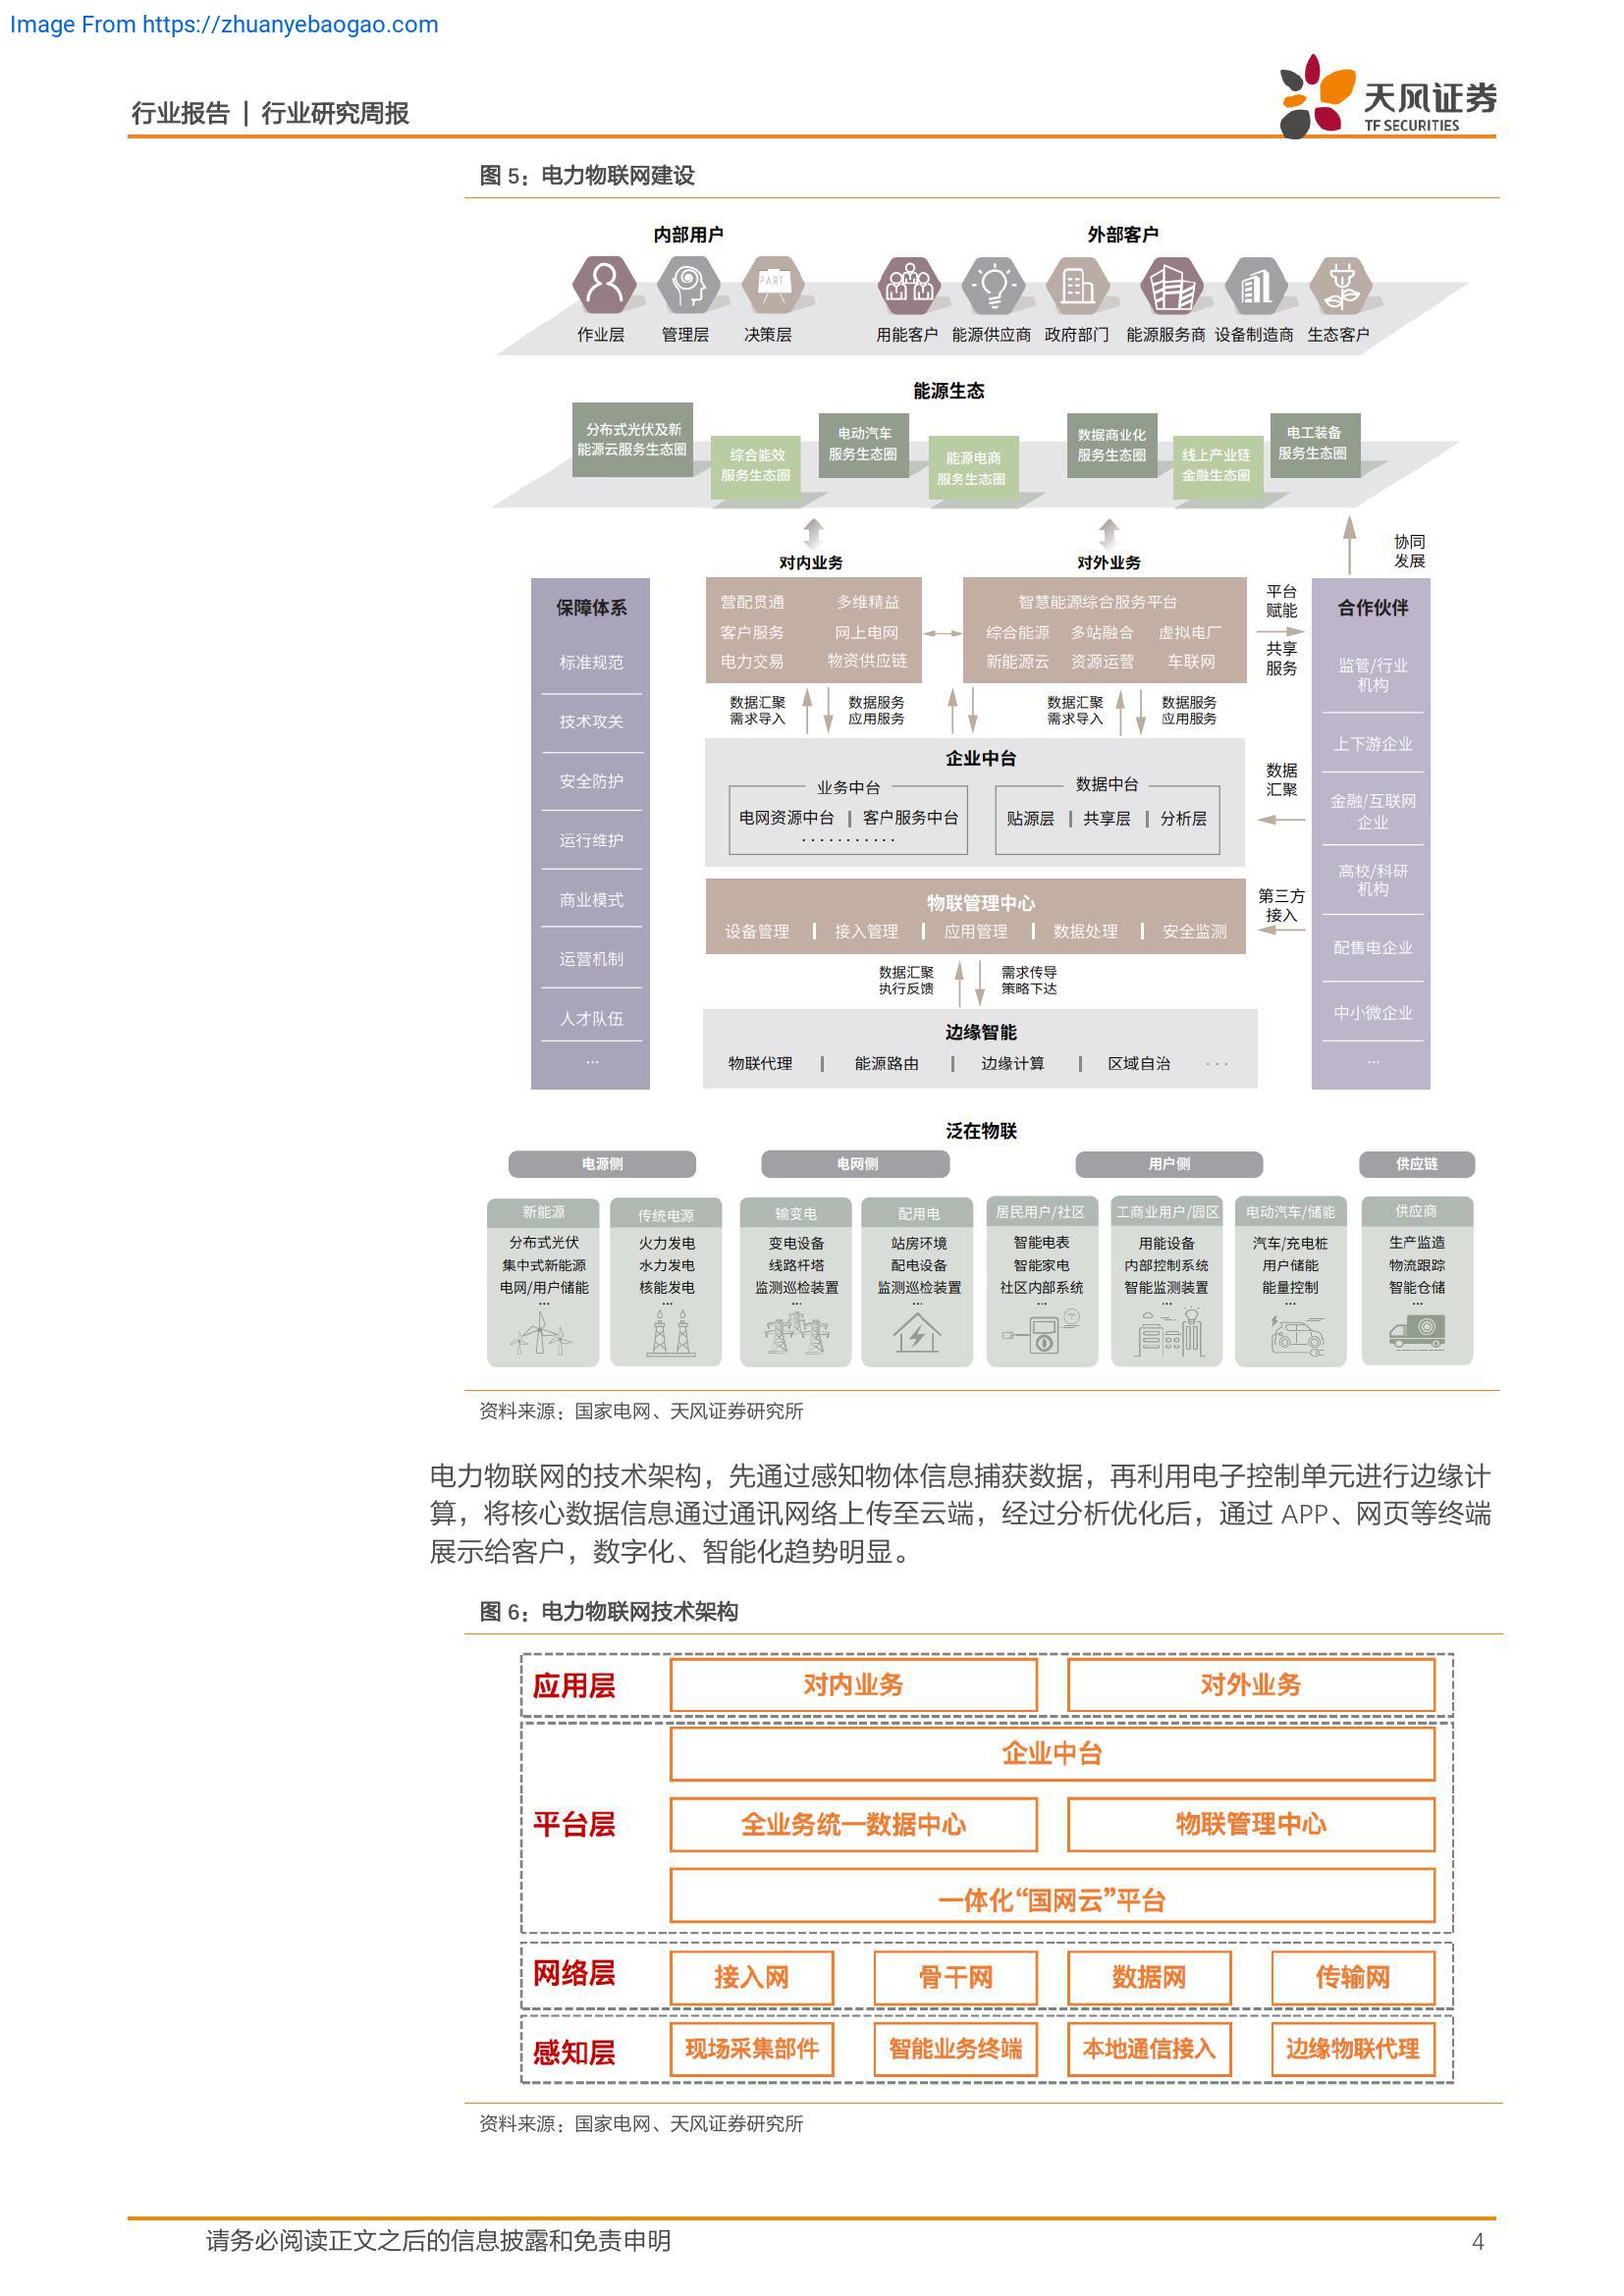 Image From https://zhuanyebaogao.com
行业报告 | 行业研究周报
天风证券
TF SECURITIES
图 5：电力物联网建设
内部用户
外部客户
PART
作业层
管理层
决策层
用能客户
能源供应商
政府部门
能源服务商
设备制造商
生态客户
能源生态
分布式光伏及新
能源云服务生态圈
综合能效
服务生态圈
电动汽车
服务生态圈
能源电商
服务生态圈
数据商业化
服务生态圈
线上产业链
金融生态圈
电工装备
服务生态圈
协同
发展
对内业务
对外业务
保障体系
标准规范
技术攻关
安全防护
运行维护
商业模式
运营机制
人才队伍
...
营配贯通 多维精益
客户服务 网上电网
电力交易 物资供应链
智慧能源综合服务平台
综合能源 多站融合 虚拟电厂
新能源云 资源运营 车联网
平台
赋能
共享
服务
合作伙伴
监管/行业
机构
上下游企业
金融/互联网
企业
高校/科研
机构
配售电企业
中小微企业
...
数据汇聚
需求导入
数据服务
应用服务
数据汇聚
需求导入
数据服务
应用服务
企业中台
业务中台
电网资源中台 | 客户服务中台
...........
数据中台
贴源层 | 共享层 | 分析层
数据
汇聚
物联管理中心
设备管理 | 接入管理 | 应用管理 | 数据处理 | 安全监测
第三方
接入
数据汇聚
执行反馈
需求传导
策略下达
边缘智能
物联代理 | 能源路由 | 边缘计算 | 区域自治 ...
泛在物联
电源侧
电网侧
用户侧
供应链
新能源
分布式光伏
集中式新能源
电网/用户储能
...
传统电源
火力发电
水力发电
核能发电
...
输变电
变电设备
线路杆塔
监测巡检装置
...
配用电
站房环境
配电设备
监测巡检装置
...
居民用户/社区
智能电表
智能家电
社区内部系统
...
工商业用户/园区
用能设备
内部控制系统
智能监测装置
...
电动汽车/储能
汽车/充电桩
用户储能
能量控制
...
供应商
生产监造
物流跟踪
智能仓储
...
资料来源：国家电网、天风证券研究所
电力物联网的技术架构，先通过感知物体信息捕获数据，再利用电子控制单元进行边缘计
算，将核心数据信息通过通讯网络上传至云端，经过分析优化后，通过 APP、网页等终端
展示给客户，数字化、智能化趋势明显。
图 6：电力物联网技术架构
应用层
对内业务
对外业务
平台层
企业中台
全业务统一数据中心
物联管理中心
一体化“国网云”平台
网络层
接入网
骨干网
数据网
传输网
感知层
现场采集部件
智能业务终端
本地通信接入
边缘物联代理
资料来源：国家电网、天风证券研究所
请务必阅读正文之后的信息披露和免责申明
4